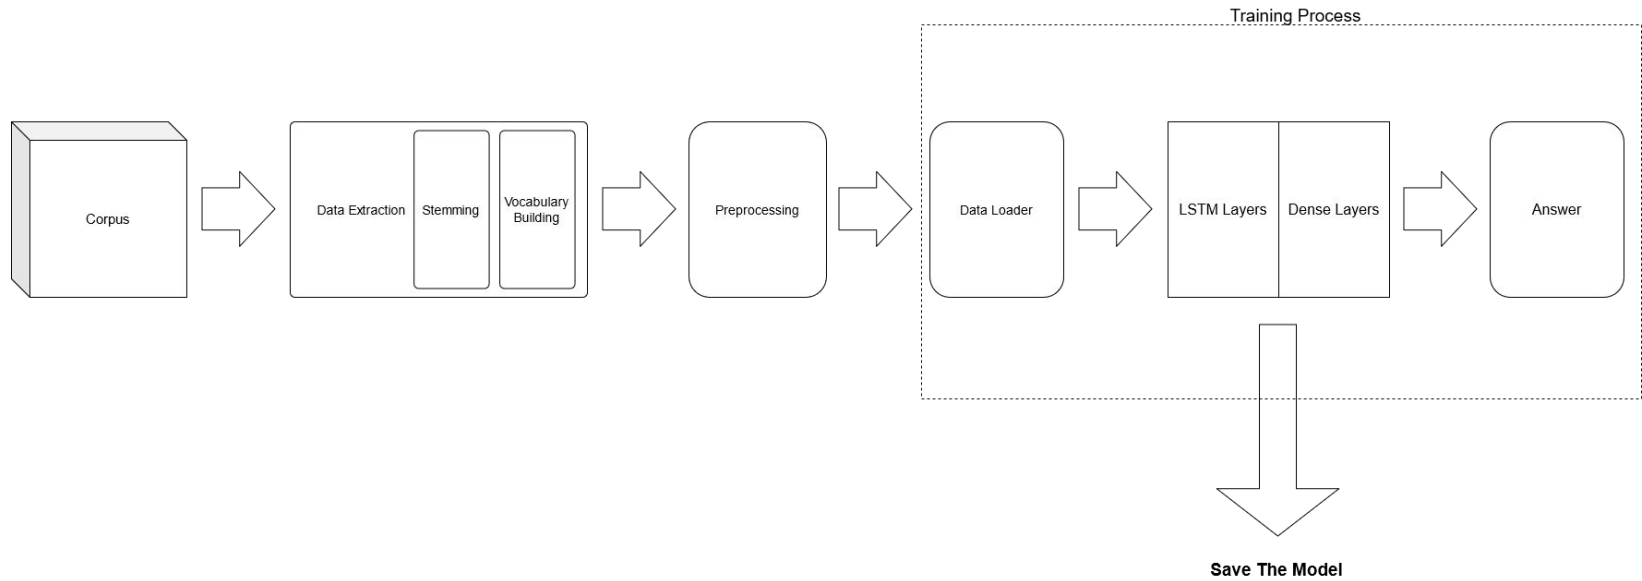 Training Process
Corpus
Data Extraction
Stemming
Vocabulary
Building
Preprocessing
Data Loader
LSTM Layers
Dense Layers
Answer
Save The Model